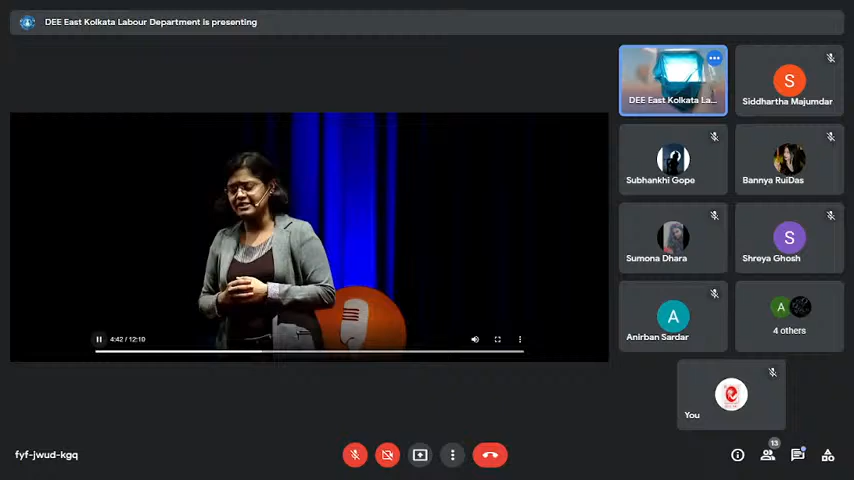 DEE East Kolkata Labour Department is presenting
DEE East Kolkata La...
S
Siddhartha Majumdar
Subhankhi Gope
Bannya RuiDas
Sumona Dhara
S
Shreya Ghosh
A
Anirban Sardar
A
4 others
You
4:42 / 12:10
fyf-jwud-kgq
13